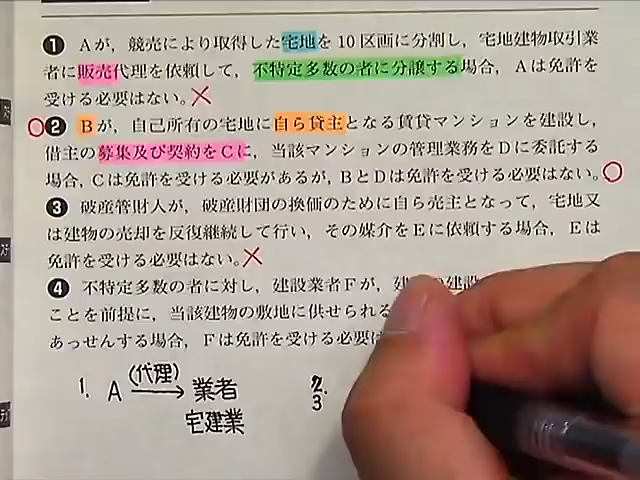 ❶ Aが，競売により取得した宅地を10区画に分割し，宅地建物取引業
者に販売代理を依頼して，不特定多数の者に分譲する場合，Aは免許を
受ける必要はない。×
○❷ Bが，自己所有の宅地に自ら貸主となる賃貸マンションを建設し，
借主の募集及び契約をCに，当該マンションの管理業務をDに委託する
場合，Cは免許を受ける必要があるが，BとDは免許を受ける必要はない。○
❸ 破産管財人が，破産財団の換価のために自ら売主となって，宅地又
は建物の売却を反復継続して行い，その媒介をEに依頼する場合，Eは
免許を受ける必要はない。×
❹ 不特定多数の者に対し，建設業者Fが，建
ことを前提に，当該建物の敷地に供せられる
あっせんする場合，Fは免許を受ける必要は
1. A (代理)→ 業者
宅建業
2.
3